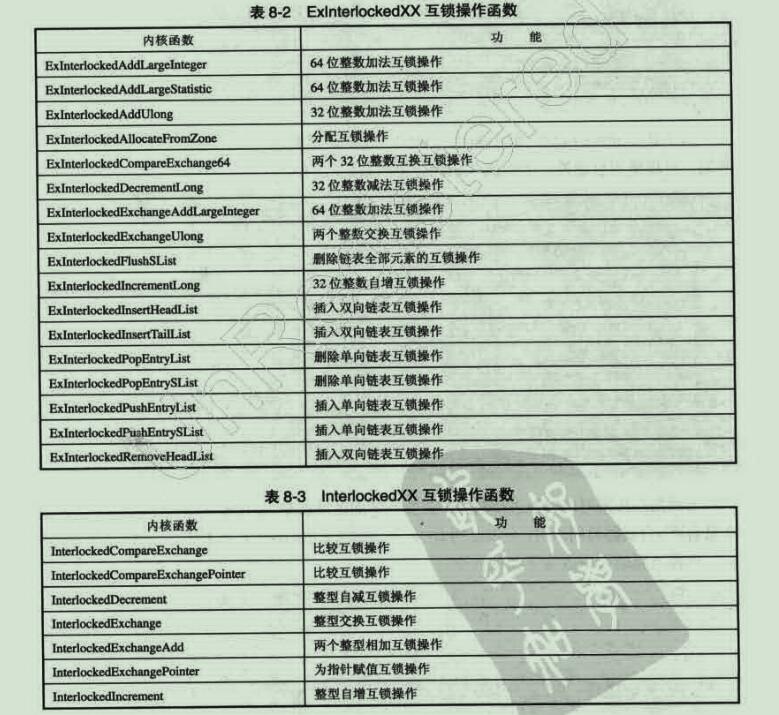 表 8-2 ExInterlockedXX 互锁操作函数
内核函数 功 能
ExInterlockedAddLargeInteger 64 位整数加法互锁操作
ExInterlockedAddLargeStatistic 64 位整数加法互锁操作
ExInterlockedAddUlong 32 位整数加法互锁操作
ExInterlockedAllocateFromZone 分配互锁操作
ExInterlockedCompareExchange64 两个 32 位整数互换互锁操作
ExInterlockedDecrementLong 32 位整数减法互锁操作
ExInterlockedExchangeAddLargeInteger 64 位整数加法互锁操作
ExInterlockedExchangeUlong 两个整数交换互锁操作
ExInterlockedFlushSList 删除链表全部元素的互锁操作
ExInterlockedIncrementLong 32 位整数自增互锁操作
ExInterlockedInsertHeadList 插入双向链表互锁操作
ExInterlockedInsertTailList 插入双向链表互锁操作
ExInterlockedPopEntryList 删除单向链表互锁操作
ExInterlockedPopEntrySList 删除单向链表互锁操作
ExInterlockedPushEntryList 插入单向链表互锁操作
ExInterlockedPushEntrySList 插入单向链表互锁操作
ExInterlockedRemoveHeadList 插入双向链表互锁操作
表 8-3 InterlockedXX 互锁操作函数
内核函数 功 能
InterlockedCompareExchange 比较互锁操作
InterlockedCompareExchangePointer 比较互锁操作
InterlockedDecrement 整型自减互锁操作
InterlockedExchange 整型交换互锁操作
InterlockedExchangeAdd 两个整型相加互锁操作
InterlockedExchangePointer 为指针赋值互锁操作
InterlockedIncrement 整型自增互锁操作
UnRegistered